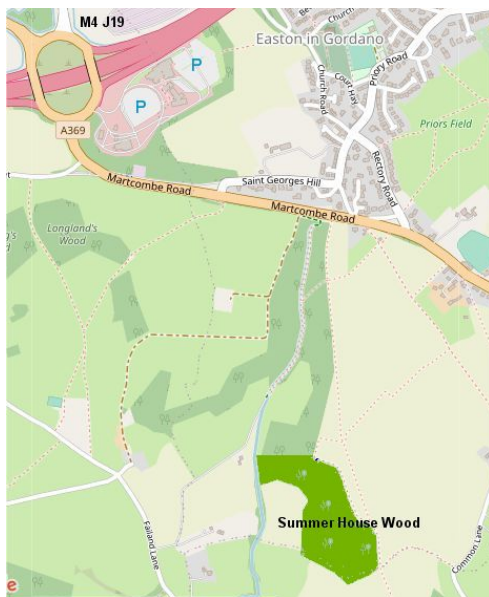 M4 J19
P
P
A369
Easton in Gordano
Church
Church Road
Court Hay
Priory Road
Priors Field
Rectory Road
Saint Georges Hill
Martcombe Road
Martcombe Road
Longland's
Wood
Summer House Wood
Failand Lane
Common Lane
e